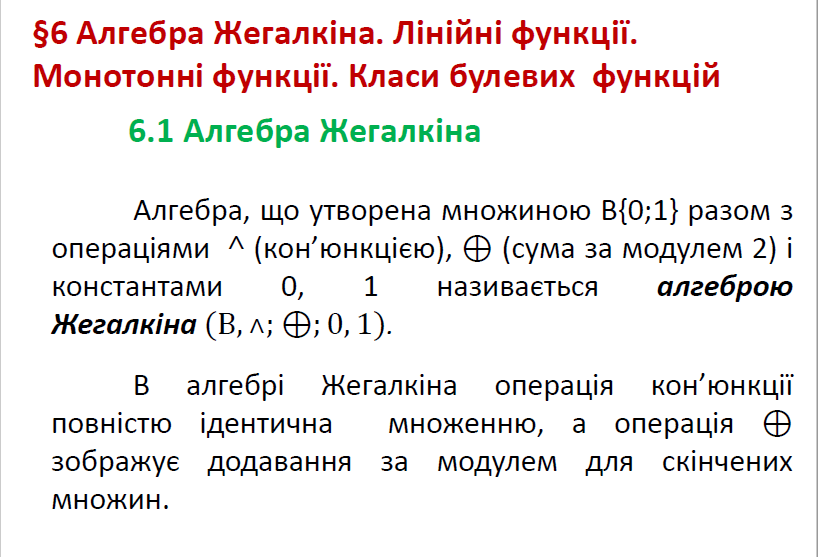 §6 Алгебра Жегалкіна. Лінійні функції.
Монотонні функції. Класи булевих функцій
6.1 Алгебра Жегалкіна
Алгебра, що утворена множиною В{0;1} разом з
операціями ^ (кон’юнкцією), ⨁ (сума за модулем 2) і
константами 0, 1 називається алгеброю
Жегалкіна (B, ∧; ⨁; 0, 1).
В алгебрі Жегалкіна операція кон’юнкції
повністю ідентична множенню, а операція ⨁
зображує додавання за модулем для скінчених
множин.